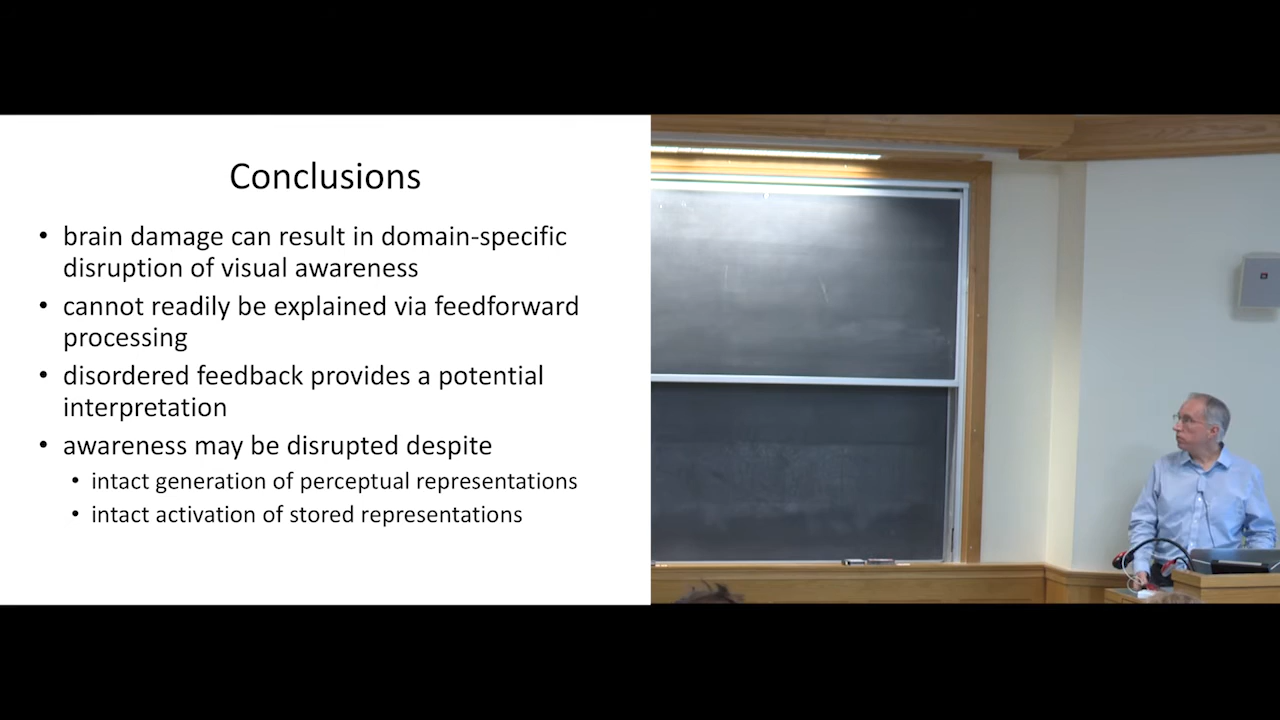 Conclusions
• brain damage can result in domain-specific
disruption of visual awareness
• cannot readily be explained via feedforward
processing
• disordered feedback provides a potential
interpretation
• awareness may be disrupted despite
• intact generation of perceptual representations
• intact activation of stored representations